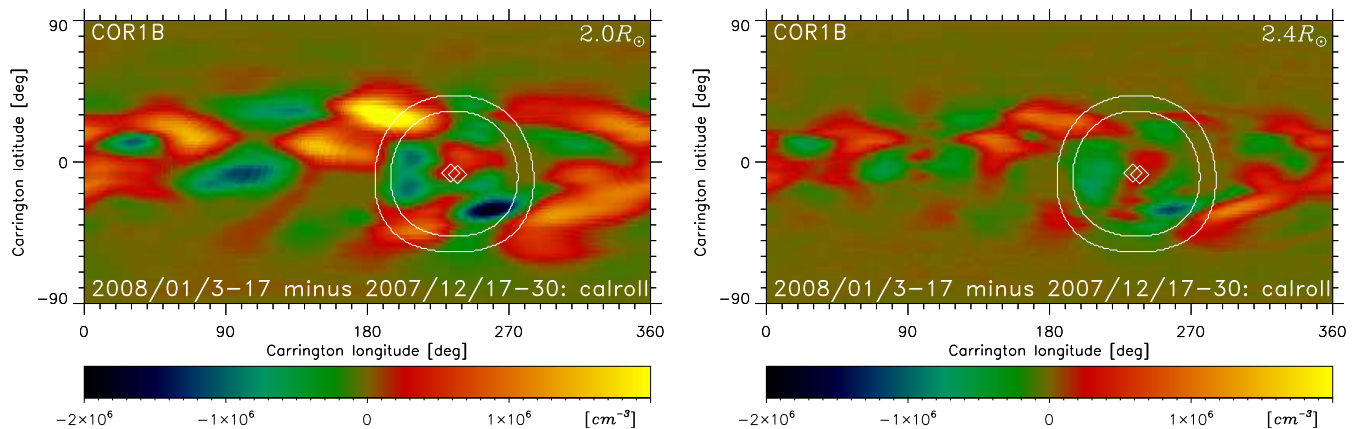 COR1B 2.0R☉
2008/01/3−17 minus 2007/12/17−30: calroll
90
0
−90
Carrington latitude [deg]
0 90 180 270 360
Carrington longitude [deg]
−2×10⁶ −1×10⁶ 0 1×10⁶ [cm⁻³]
COR1B 2.4R☉
2008/01/3−17 minus 2007/12/17−30: calroll
90
0
−90
Carrington latitude [deg]
0 90 180 270 360
Carrington longitude [deg]
−2×10⁶ −1×10⁶ 0 1×10⁶ [cm⁻³]